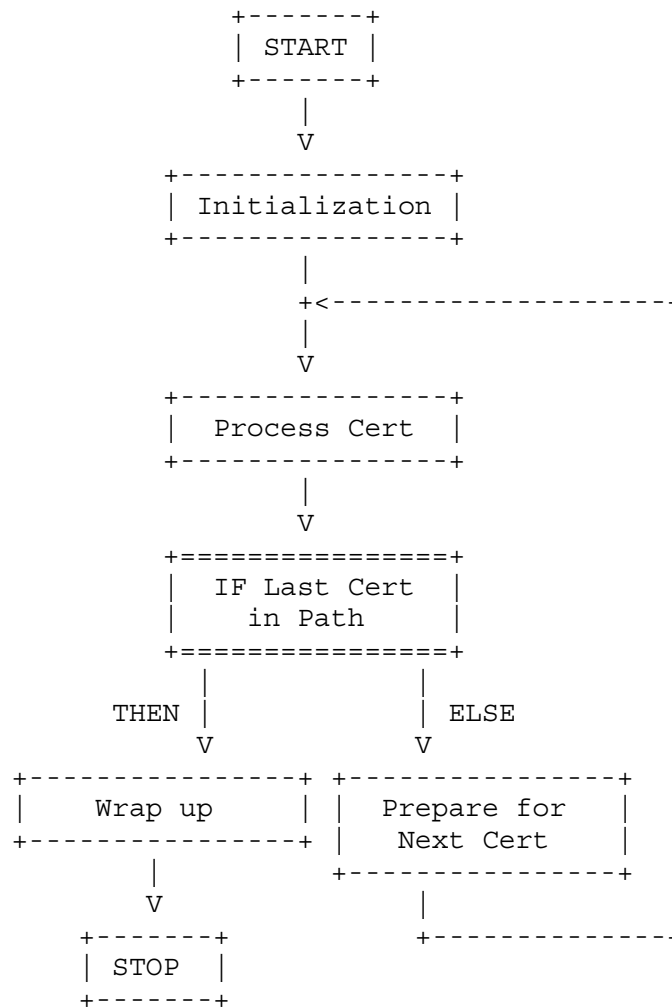 START
V
Initialization
V
Process Cert
V
IF Last Cert
in Path
THEN ELSE
V V
Wrap up Prepare for
Next Cert
V
STOP